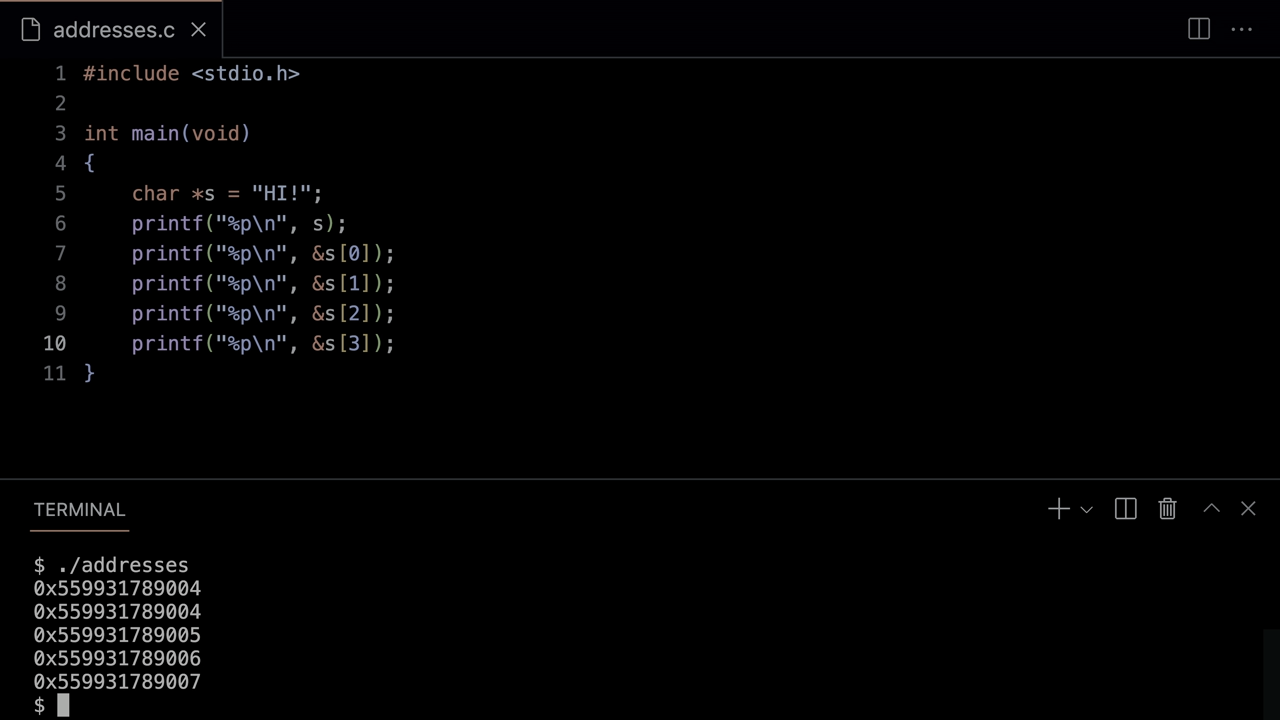 addresses.c
1 #include <stdio.h>
2
3 int main(void)
4 {
5     char *s = "HI!";
6     printf("%p\n", s);
7     printf("%p\n", &s[0]);
8     printf("%p\n", &s[1]);
9     printf("%p\n", &s[2]);
10     printf("%p\n", &s[3]);
11 }
TERMINAL
$ ./addresses
0x559931789004
0x559931789004
0x559931789005
0x559931789006
0x559931789007
$